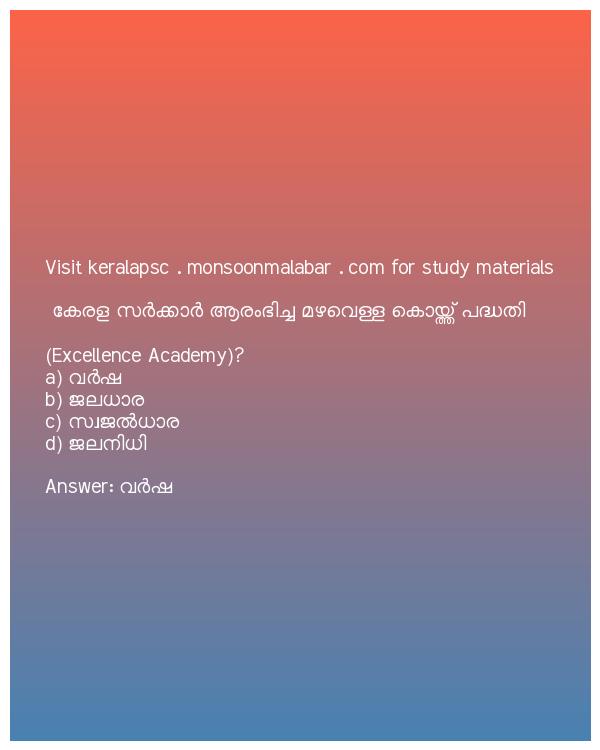 Visit keralapsc . monsoonmalabar . com for study materials
കേരള സർക്കാർ ആരംഭിച്ച മഴവെള്ള കൊയ്ത്ത് പദ്ധതി
(Excellence Academy)?
a) വർഷ
b) ജലധാര
c) സ്വജൽധാര
d) ജലനിധി
Answer: വർഷ